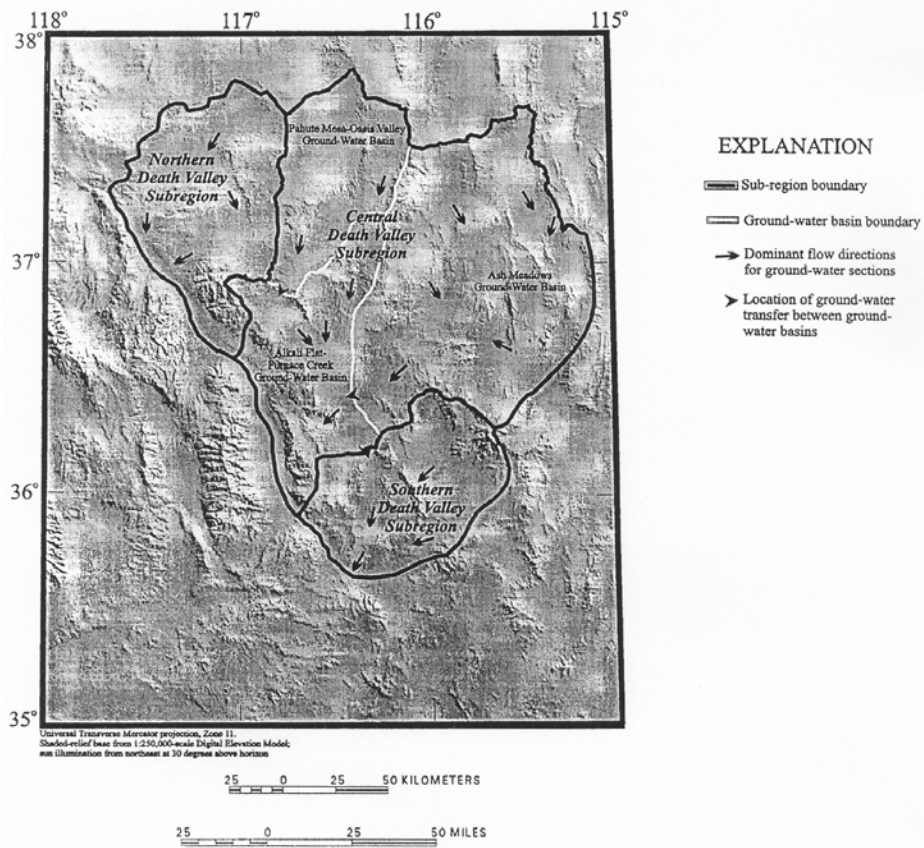 118°
117°
116°
115°
38°
Pahute Mesa-Oasis Valley
Ground-Water Basin
Northern
Death Valley
Subregion
Central
Death Valley
Subregion
37°
Ash Meadows
Ground-Water Basin
Alkali Flat-
Furnace Creek
Ground-Water Basin
36°
Southern
Death Valley
Subregion
35°
Universal Transverse Mercator projection, Zone 11.
Shaded-relief base from 1:250,000-scale Digital Elevation Model;
sun illumination from northeast at 30 degrees above horizon
25 0 25 50 KILOMETERS
25 0 25 50 MILES
EXPLANATION
Sub-region boundary
Ground-water basin boundary
Dominant flow directions
for ground-water sections
Location of ground-water
transfer between ground-
water basins